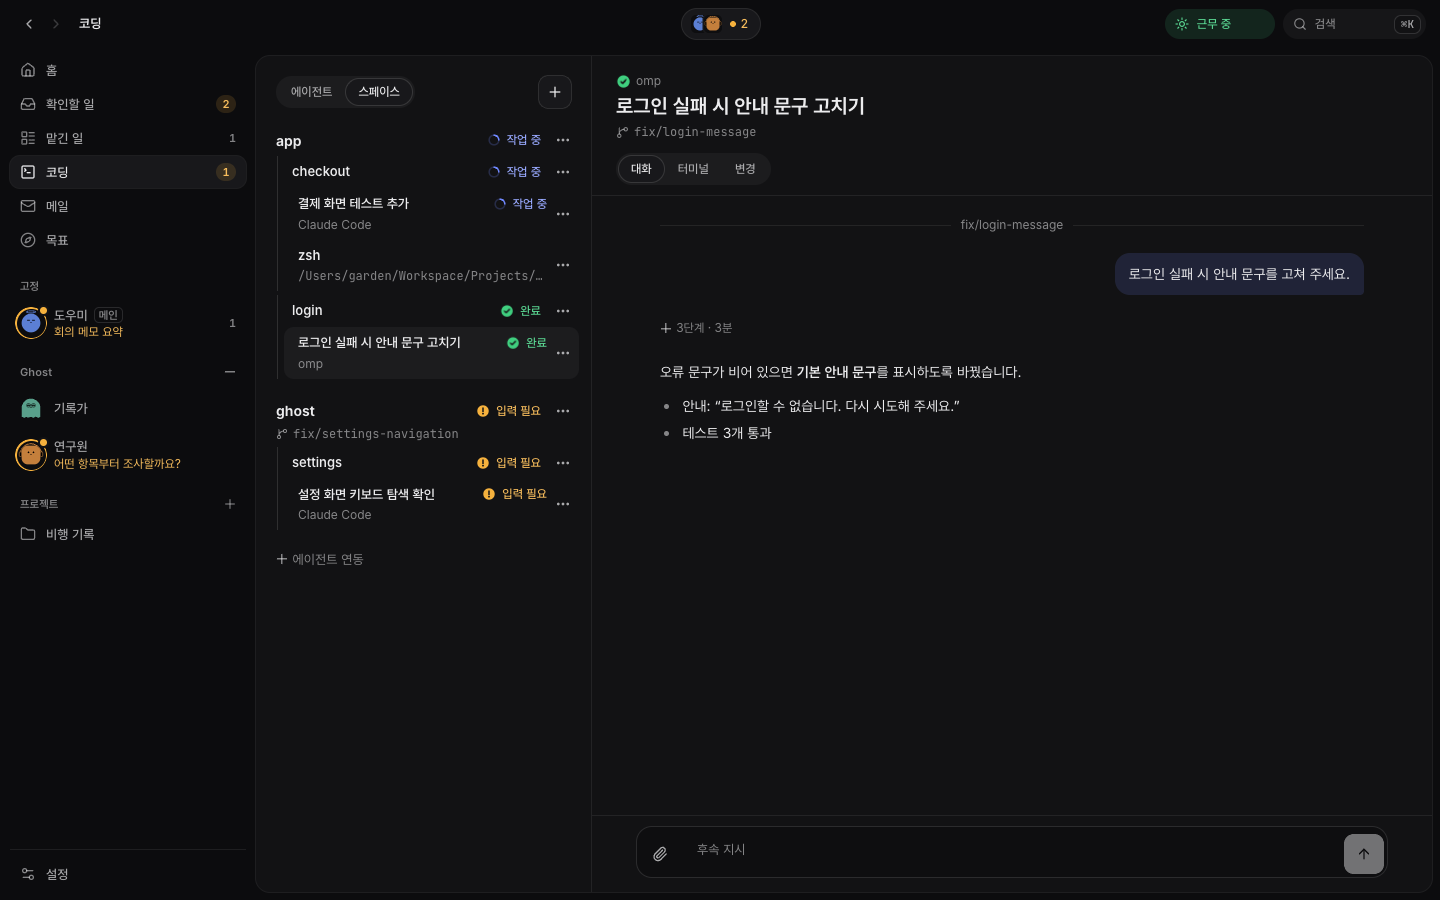 코딩
2
근무 중
검색
⌘K
홈
확인할 일
2
맡긴 일
1
코딩
1
메일
목표
고정
도우미
메인
회의 메모 요약
1
Ghost
기록가
연구원
어떤 항목부터 조사할까요?
프로젝트
비행 기록
설정
에이전트
스페이스
app
작업 중
checkout
작업 중
결제 화면 테스트 추가
작업 중
Claude Code
zsh
/Users/garden/Workspace/Projects/…
login
완료
로그인 실패 시 안내 문구 고치기
완료
omp
ghost
입력 필요
fix/settings-navigation
settings
입력 필요
설정 화면 키보드 탐색 확인
입력 필요
Claude Code
에이전트 연동
omp
로그인 실패 시 안내 문구 고치기
fix/login-message
대화
터미널
변경
fix/login-message
로그인 실패 시 안내 문구를 고쳐 주세요.
3단계 · 3분
오류 문구가 비어 있으면 기본 안내 문구를 표시하도록 바꿨습니다.
안내: “로그인할 수 없습니다. 다시 시도해 주세요.”
테스트 3개 통과
후속 지시